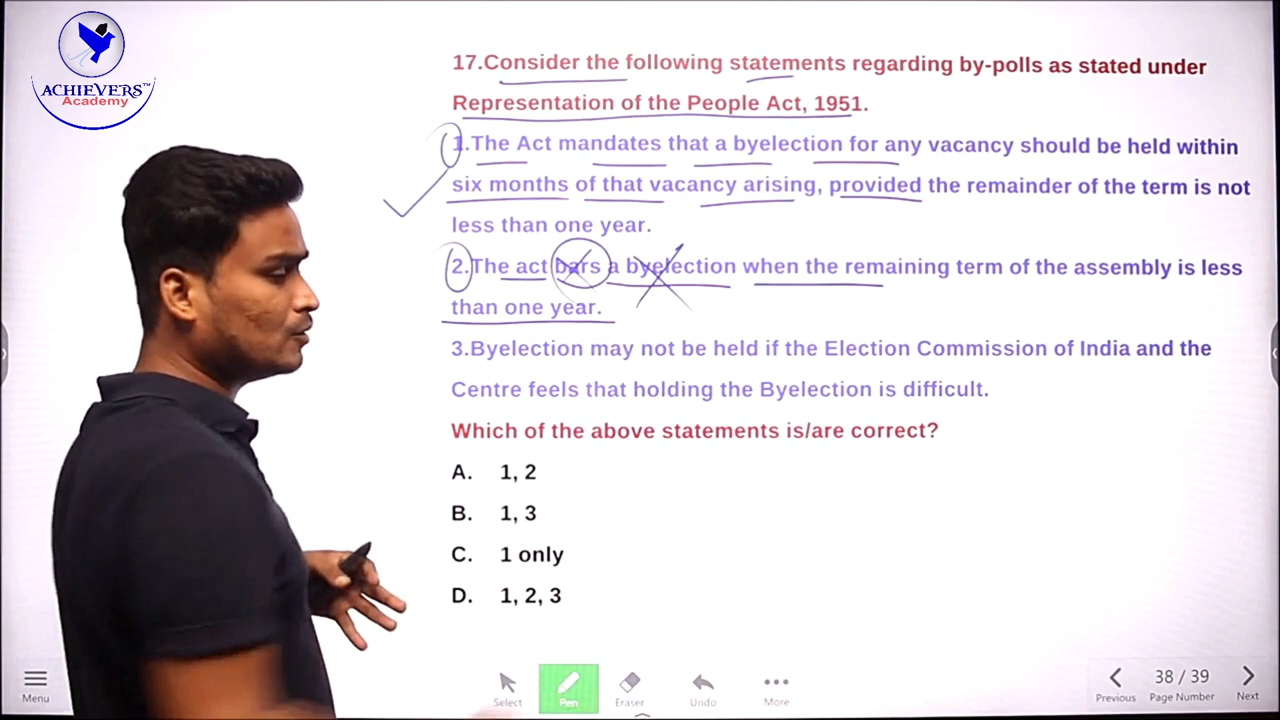 ACHIEVERS™
Academy
17.Consider the following statements regarding by-polls as stated under
Representation of the People Act, 1951.
1.The Act mandates that a byelection for any vacancy should be held within
six months of that vacancy arising, provided the remainder of the term is not
less than one year.
2.The act bars a byelection when the remaining term of the assembly is less
than one year.
3.Byelection may not be held if the Election Commission of India and the
Centre feels that holding the Byelection is difficult.
Which of the above statements is/are correct?
A. 1, 2
B. 1, 3
C. 1 only
D. 1, 2, 3
Menu
Select
Pen
Eraser
Undo
More
Previous
38 / 39
Page Number
Next